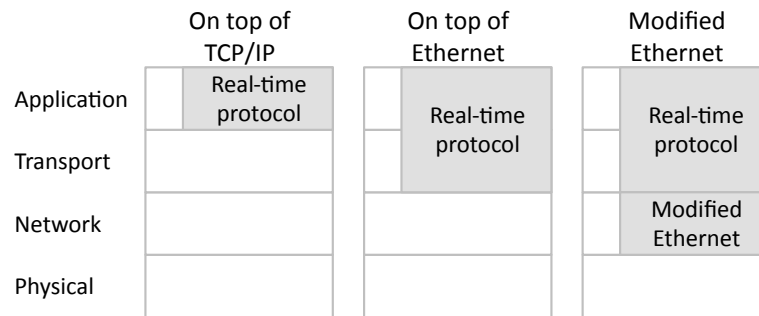 On top of
TCP/IP
On top of
Ethernet
Modified
Ethernet
Application
Real-time
protocol
Real-time
protocol
Real-time
protocol
Transport
Network
Modified
Ethernet
Physical